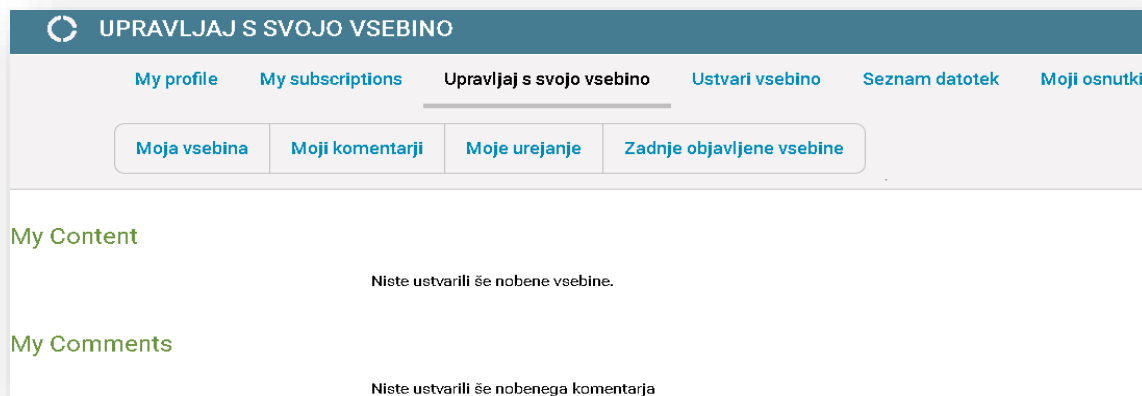 UPRAVLJAJ S SVOJO VSEBINO
My profile My subscriptions Upravljaj s svojo vsebino Ustvari vsebino Seznam datotek Moji osnutki
Moja vsebina Moji komentarji Moje urejanje Zadnje objavljene vsebine
My Content
Niste ustvarili še nobene vsebine.
My Comments
Niste ustvarili še nobenega komentarja